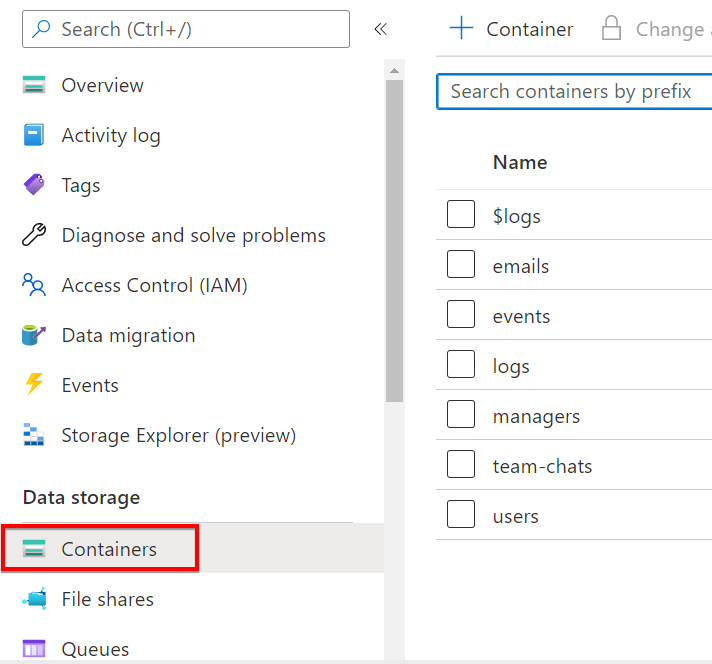 Search (Ctrl+/)
Overview
Activity log
Tags
Diagnose and solve problems
Access Control (IAM)
Data migration
Events
Storage Explorer (preview)
Data storage
Containers
File shares
Queues
Container
Change
Search containers by prefix
Name
$logs
emails
events
logs
managers
team-chats
users